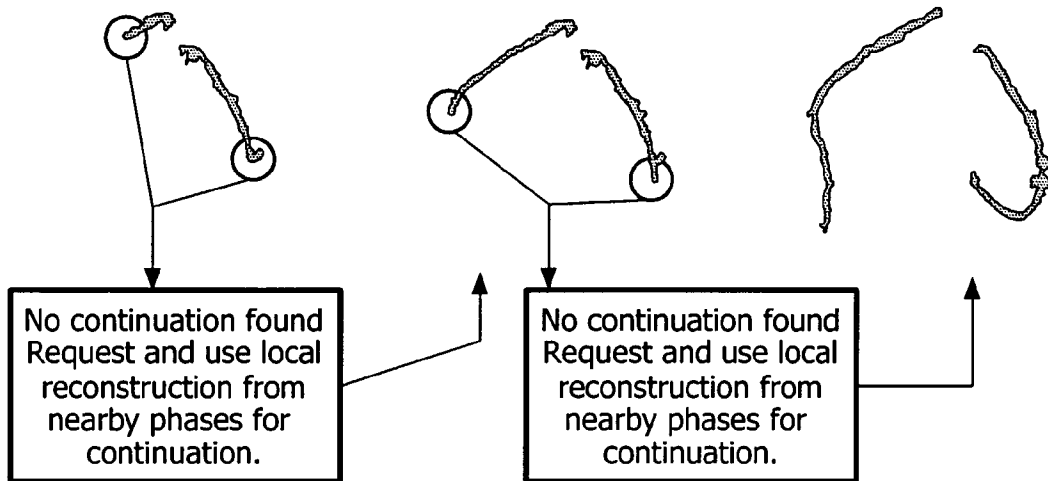 No continuation found
Request and use local
reconstruction from
nearby phases for
continuation.
No continuation found
Request and use local
reconstruction from
nearby phases for
continuation.